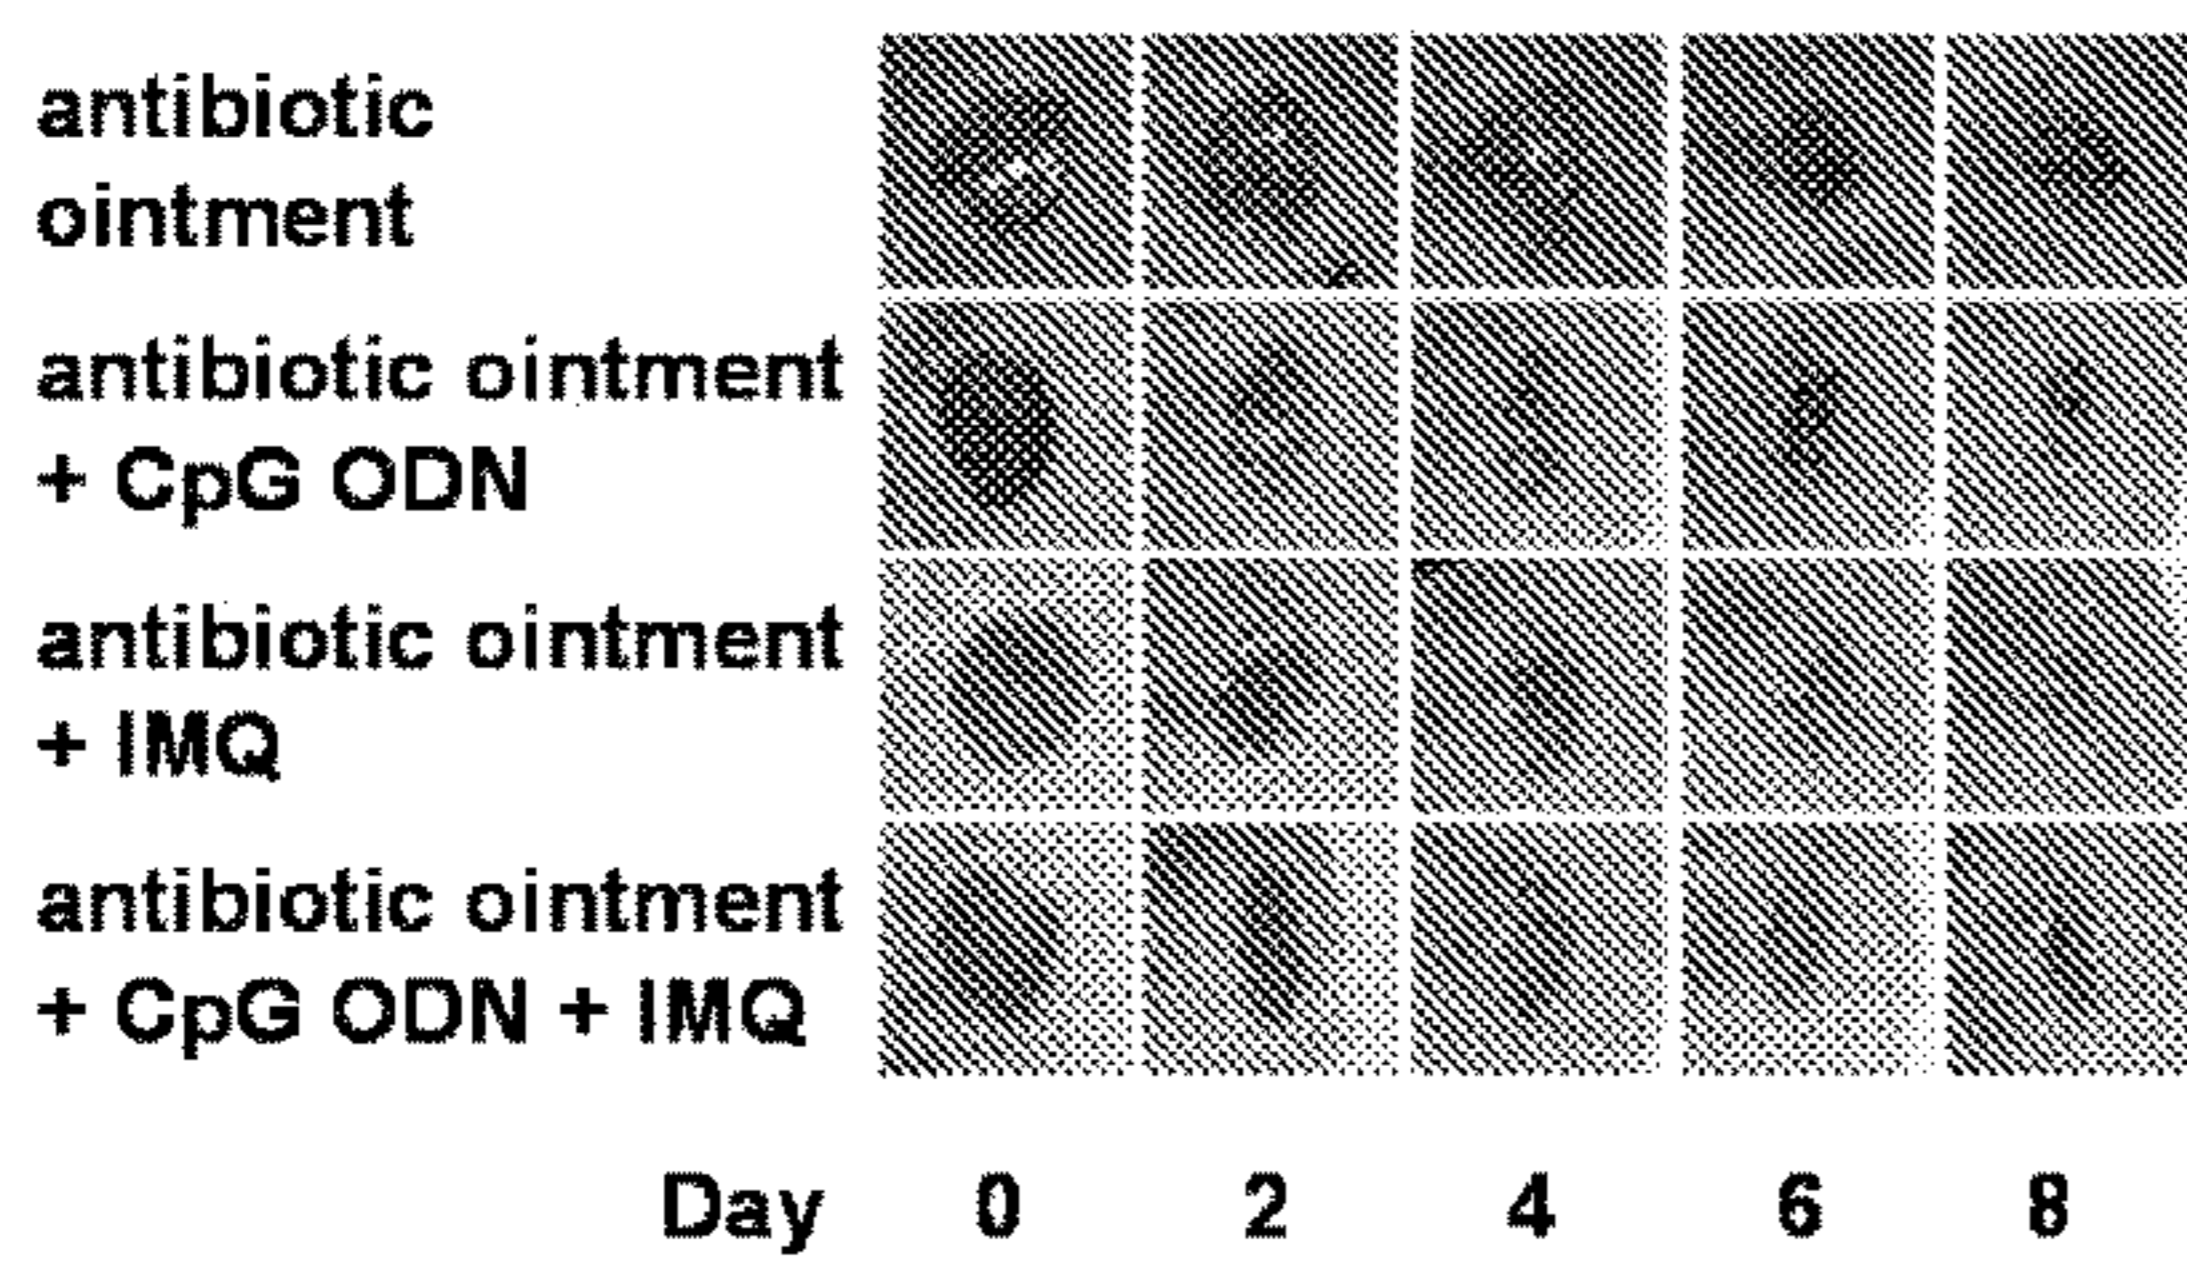 antibiotic
ointment
antibiotic ointment
+ CpG ODN
antibiotic ointment
+ IMQ
antibiotic ointment
+ CpG ODN + IMQ
Day 0 2 4 6 8